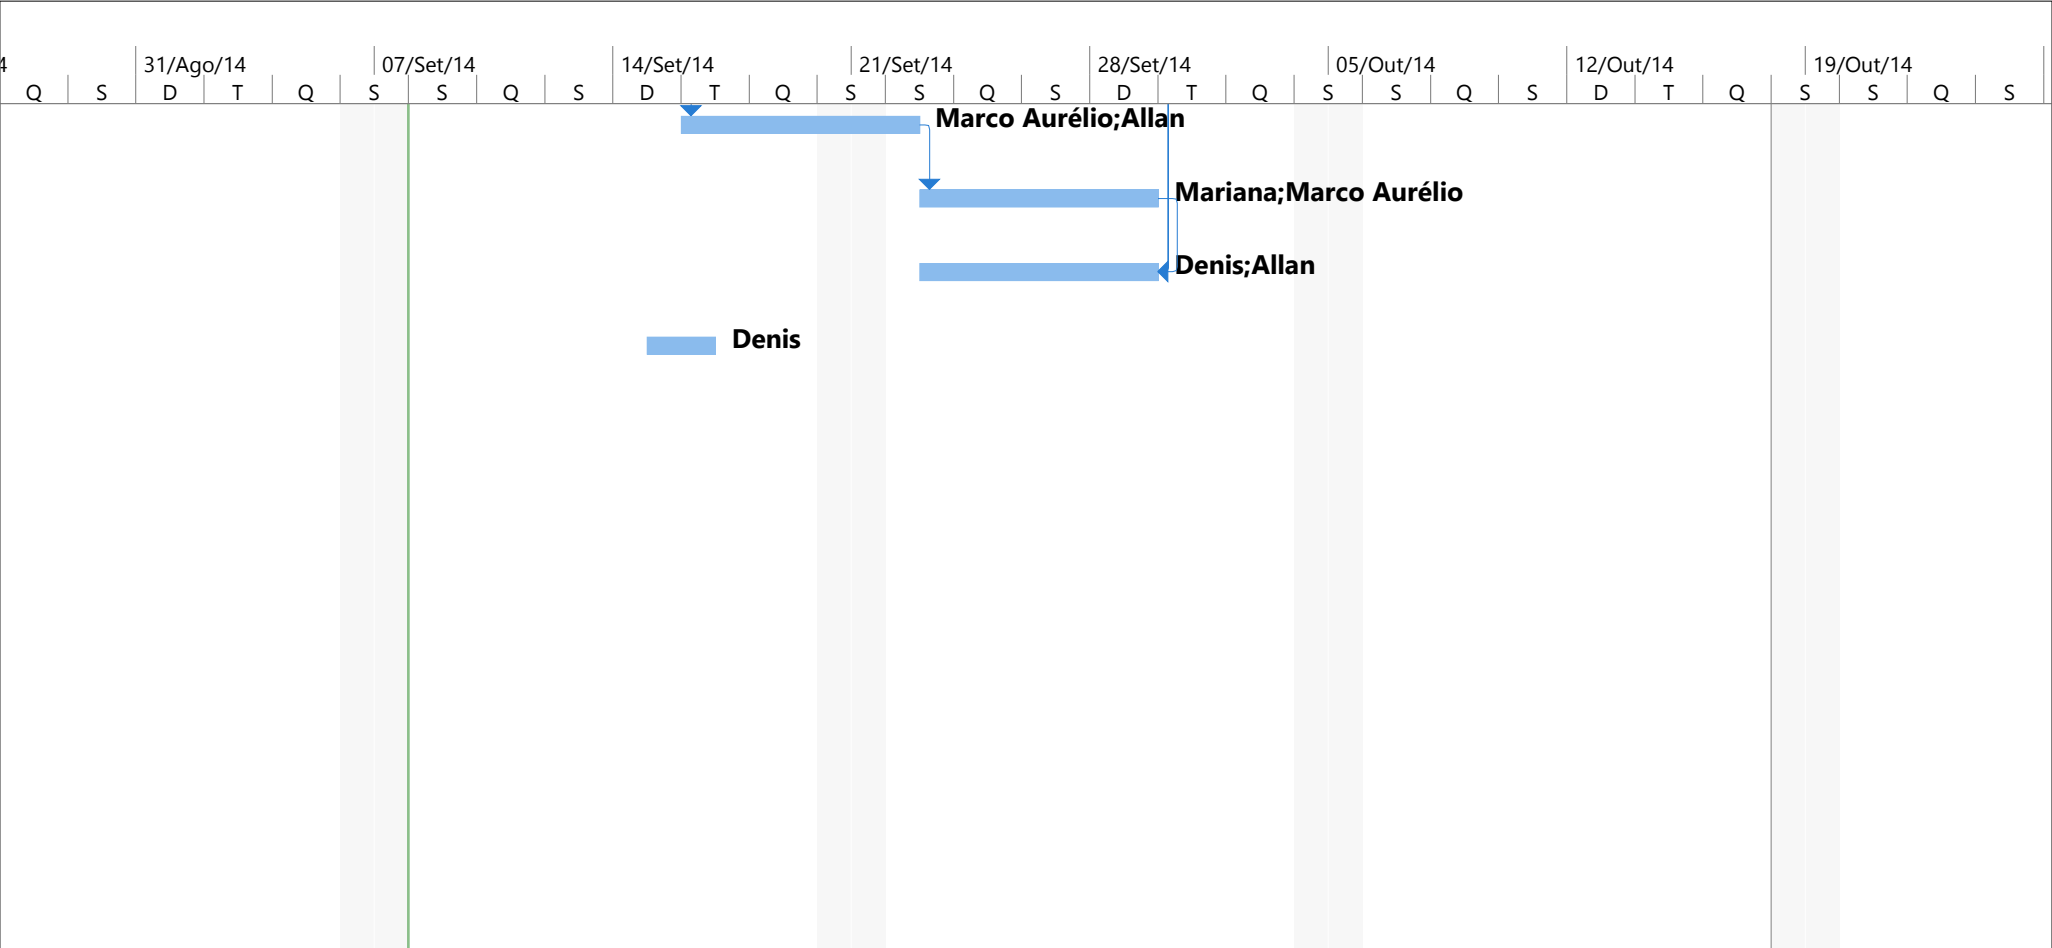 4 31/Ago/14 07/Set/14 14/Set/14 21/Set/14 28/Set/14 05/Out/14 12/Out/14 19/Out/14
Q S D T Q S S Q S D T Q S S Q S D T Q S S Q S D T Q S S Q S
Marco Aurélio;Allan
Mariana;Marco Aurélio
Denis;Allan
Denis